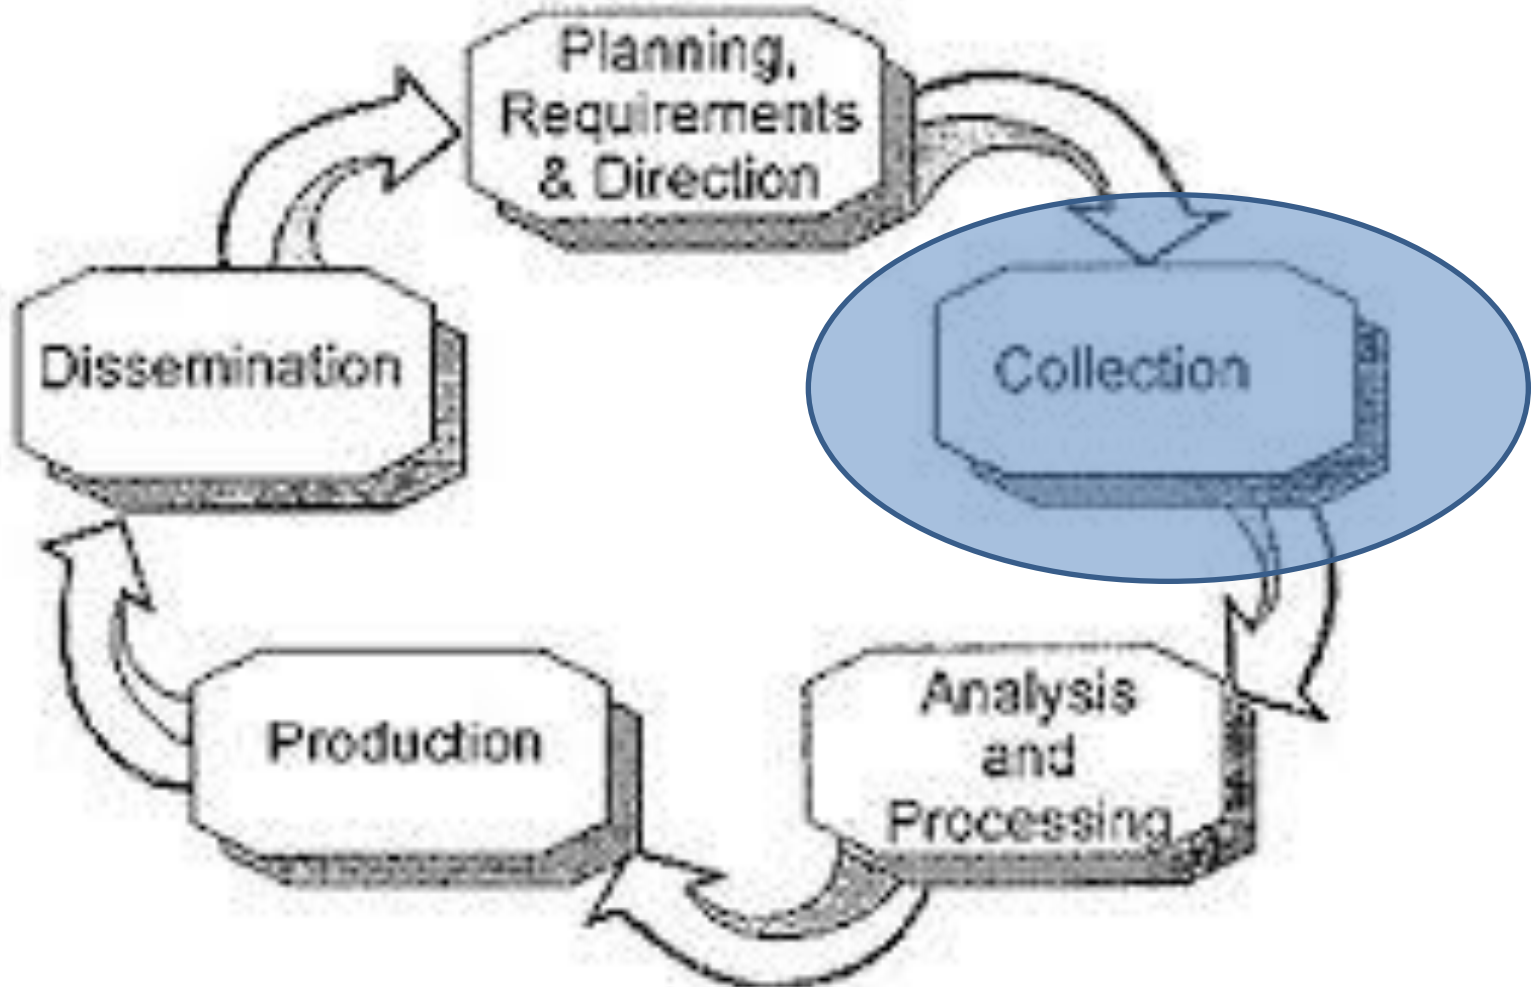 Planning,
Requirements
& Direction
Collection
Analysis
and
Processing
Production
Dissemination